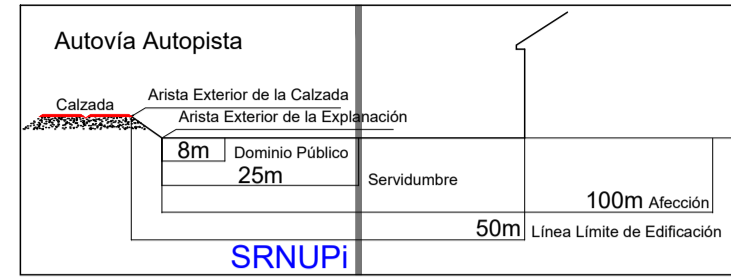 Autovía Autopista
Calzada
Arista Exterior de la Calzada
Arista Exterior de la Explanación
8m Dominio Público
25m Servidumbre
100m Afección
50m Línea Límite de Edificación
SRNUPi